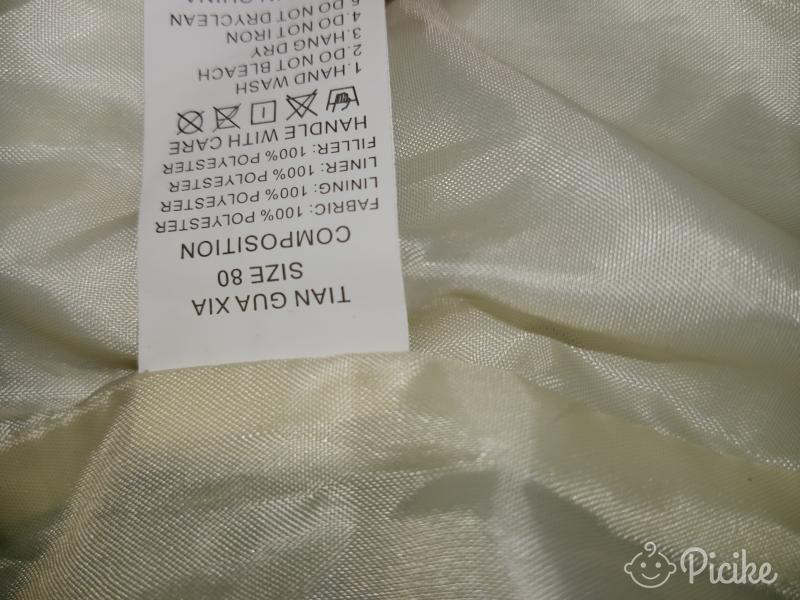 TIAN GUA XIA
SIZE 80
COMPOSITION
FABRIC: 100% POLYESTER
LINING: 100% POLYESTER
LINER: 100% POLYESTER
FILLER: 100% POLYESTER
HANDLE WITH CARE
1.HAND WASH
2.DO NOT BLEACH
3.HANG DRY
4.DO NOT IRON
5.DO NOT DRYCLEAN
Picike